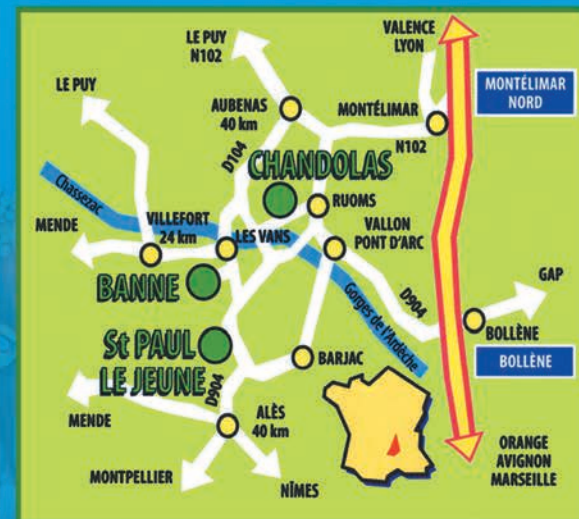 VALENCE
LYON
LE PUY
N102
MONTÉLIMAR
NORD
LE PUY
AUBENAS
40 km
MONTÉLIMAR
N102
D104
CHANDOLAS
Chassezac
RUOMS
VILLEFORT
24 km
MENDE
LES VANS
VALLON
PONT D'ARC
BANNE
D904
GAP
Gorges de l'Ardèche
BOLLÈNE
St PAUL
LE JEUNE
BARJAC
BOLLÈNE
D904
MENDE
ALÈS
40 km
ORANGE
AVIGNON
MARSEILLE
MONTPELLIER
NÎMES